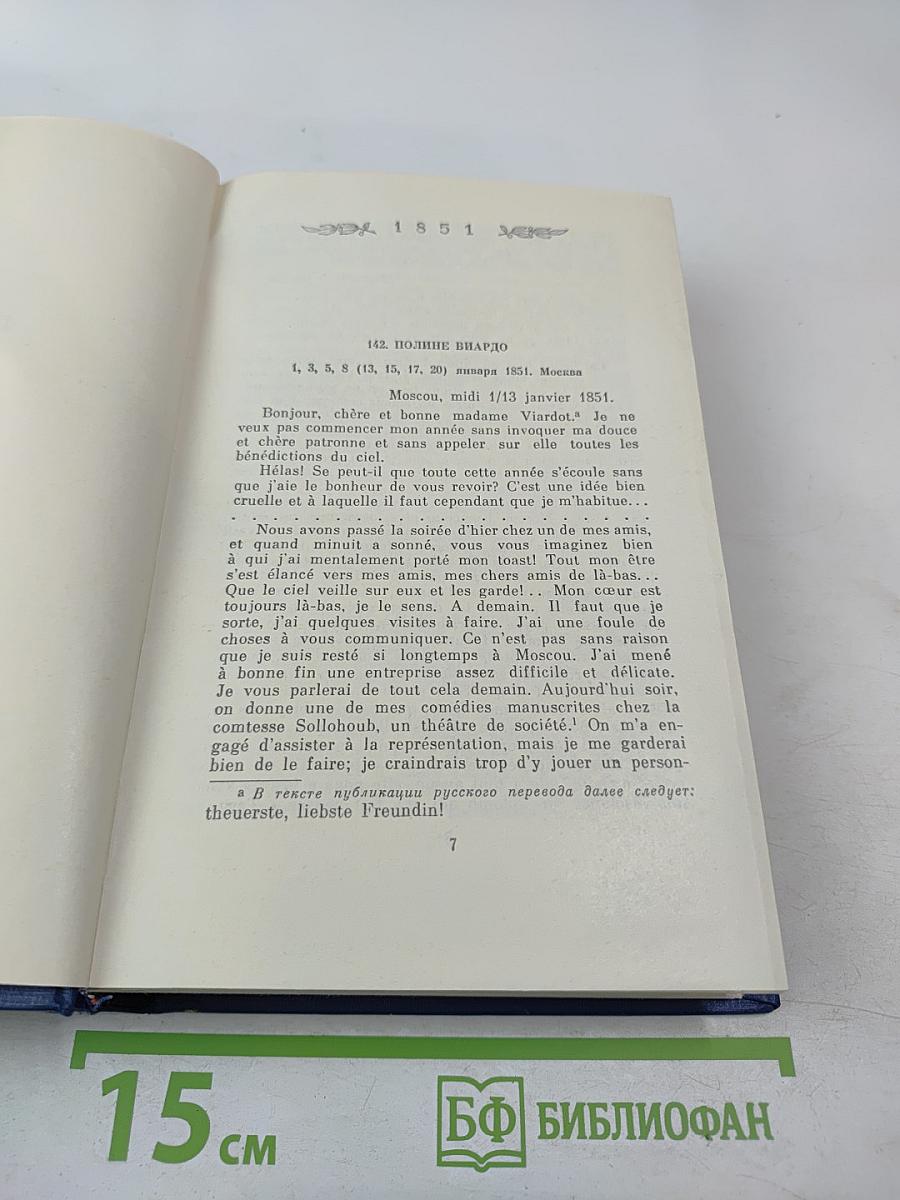 1851
142. ПОЛИНЕ ВИАРДО
1, 3, 5, 8 (13, 15, 17, 20) января 1851. Москва
Moscou, midi 1/13 janvier 1851.
Bonjour, chère et bonne madame Viardot.ª Je ne
veux pas commencer mon année sans invoquer ma douce
et chère patronne et sans appeler sur elle toutes les
bénédictions du ciel.
Hélas! Se peut-il que toute cette année s'écoule sans
que j'aie le bonheur de vous revoir? C'est une idée bien
cruelle et à laquelle il faut cependant que je m'habitue...
. . . . . . . . . . . . . . . . . . . .
Nous avons passé la soirée d'hier chez un de mes amis,
et quand minuit a sonné, vous vous imaginez bien
à qui j'ai mentalement porté mon toast! Tout mon être
s'est élancé vers mes amis, mes chers amis de là-bas...
Que le ciel veille sur eux et les garde!.. Mon cœur est
toujours là-bas, je le sens. A demain. Il faut que je
sorte, j'ai quelques visites à faire. J'ai une foule de
choses à vous communiquer. Ce n'est pas sans raison
que je suis resté si longtemps à Moscou. J'ai mené
à bonne fin une entreprise assez difficile et délicate.
Je vous parlerai de tout cela demain. Aujourd'hui soir,
on donne une de mes comédies manuscrites chez la
comtesse Sollohoub, un théâtre de société.¹ On m'a en-
gagé d'assister à la représentation, mais je me garderai
bien de le faire; je craindrais trop d'y jouer un person-
ª В тексте публикации русского перевода далее следует:
theuerste, liebste Freundin!
7
15 см
БФ БИБЛИОФАН